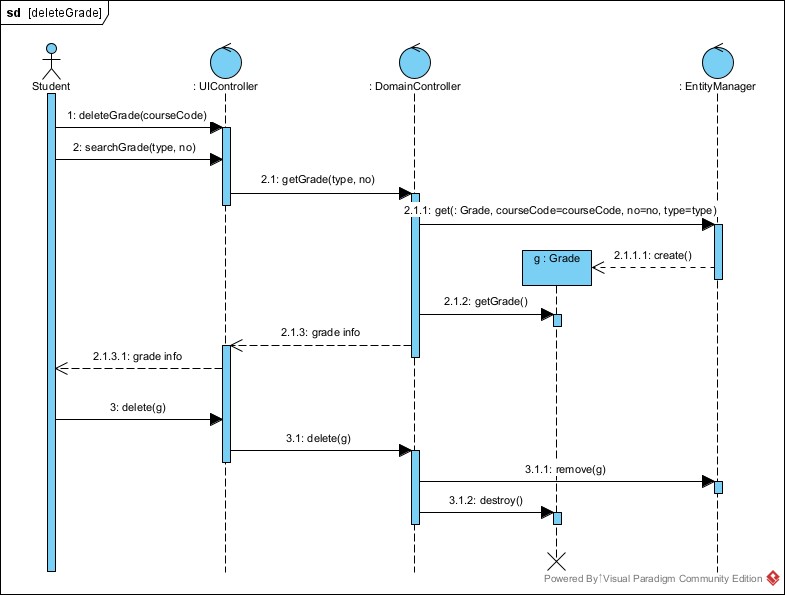 sd [deleteGrade]
Student
: UIController
: DomainController
: EntityManager
1: deleteGrade(courseCode)
2: searchGrade(type, no)
2.1: getGrade(type, no)
2.1.1: get(: Grade, courseCode=courseCode, no=no, type=type)
g : Grade
2.1.1.1: create()
2.1.2: getGrade()
2.1.3: grade info
2.1.3.1: grade info
3: delete(g)
3.1: delete(g)
3.1.1: remove(g)
3.1.2: destroy()
Powered By Visual Paradigm Community Edition